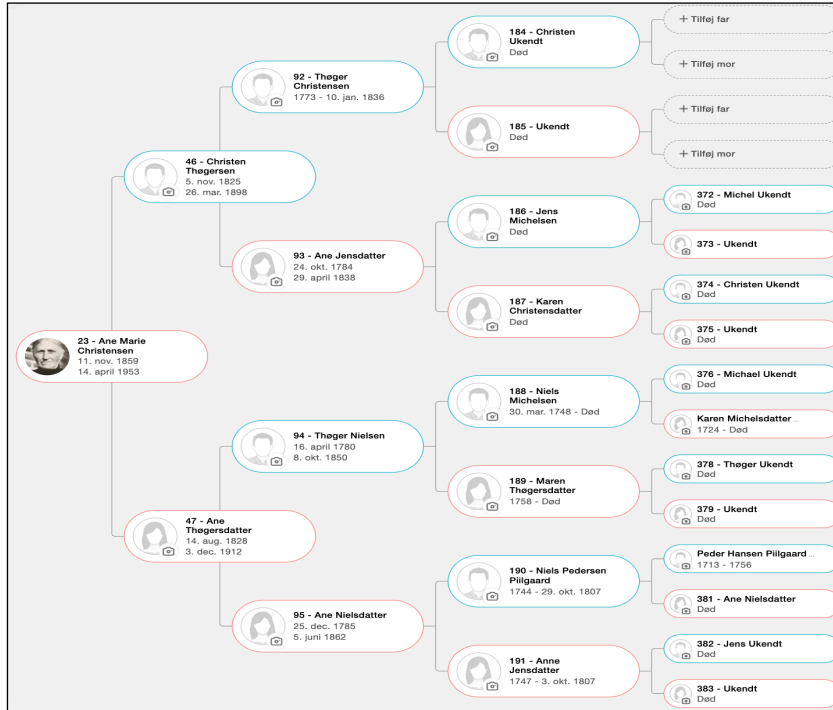 23 - Ane Marie
Christensen
11. nov. 1859
14. april 1953
46 - Christen
Thøgersen
5. nov. 1825
26. mar. 1898
47 - Ane
Thøgersdatter
14. aug. 1828
3. dec. 1912
92 - Thøger
Christensen
1773 - 10. jan. 1836
93 - Ane Jensdatter
24. okt. 1784
29. april 1838
94 - Thøger Nielsen
16. april 1780
8. okt. 1850
95 - Ane Nielsdatter
25. dec. 1785
5. juni 1862
184 - Christen
Ukendt
Død
185 - Ukendt
Død
186 - Jens
Michelsen
Død
187 - Karen
Christensdatter
Død
188 - Niels
Michelsen
30. mar. 1748 - Død
189 - Maren
Thøgersdatter
1758 - Død
190 - Niels Pedersen
Piilgaard
1744 - 29. okt. 1807
191 - Anne
Jensdatter
1747 - 3. okt. 1807
+ Tilføj far
+ Tilføj mor
+ Tilføj far
+ Tilføj mor
372 - Michel Ukendt
Død
373 - Ukendt
374 - Christen Ukendt
Død
375 - Ukendt
Død
376 - Michael Ukendt
Død
Karen Michelsdatter ...
1724 - Død
378 - Thøger Ukendt
Død
379 - Ukendt
Død
Peder Hansen Piilgaard ...
1713 - 1756
381 - Ane Nielsdatter
Død
382 - Jens Ukendt
Død
383 - Ukendt
Død